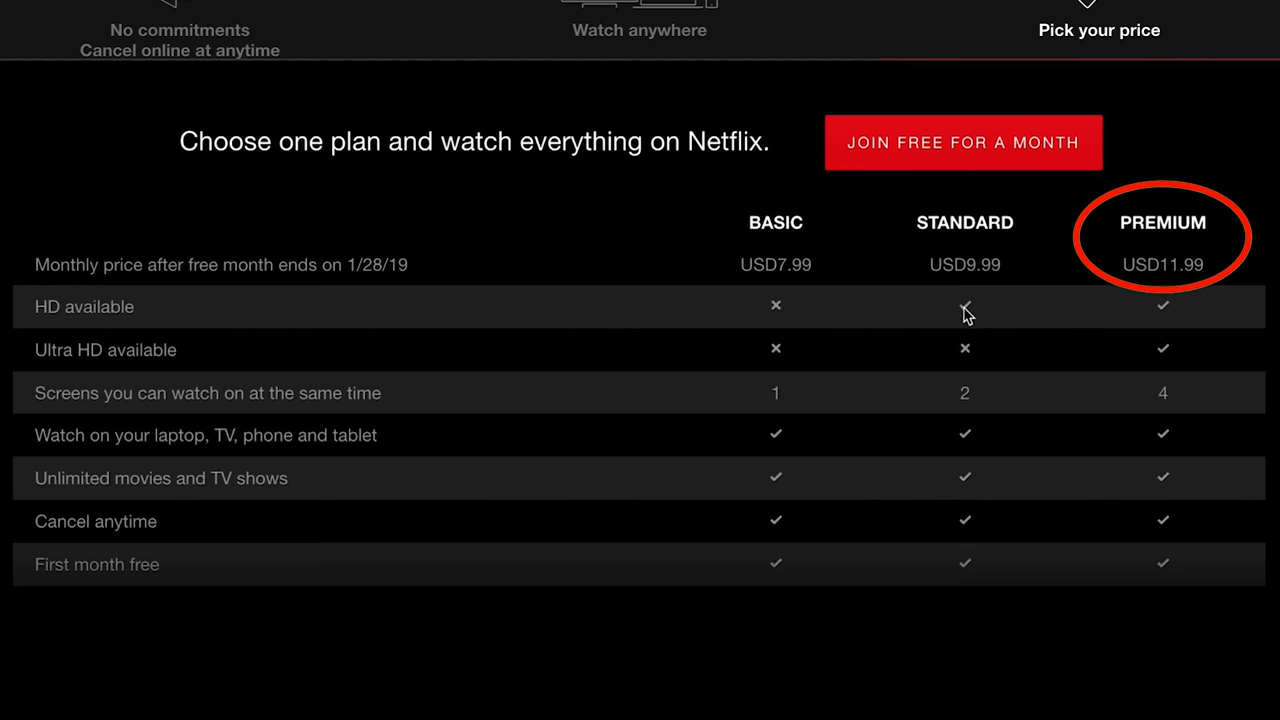 No commitments
Cancel online at anytime
Watch anywhere
Pick your price
Choose one plan and watch everything on Netflix.
JOIN FREE FOR A MONTH
BASIC STANDARD PREMIUM
Monthly price after free month ends on 1/28/19 USD7.99 USD9.99 USD11.99
HD available
Ultra HD available
Screens you can watch on at the same time 1 2 4
Watch on your laptop, TV, phone and tablet
Unlimited movies and TV shows
Cancel anytime
First month free